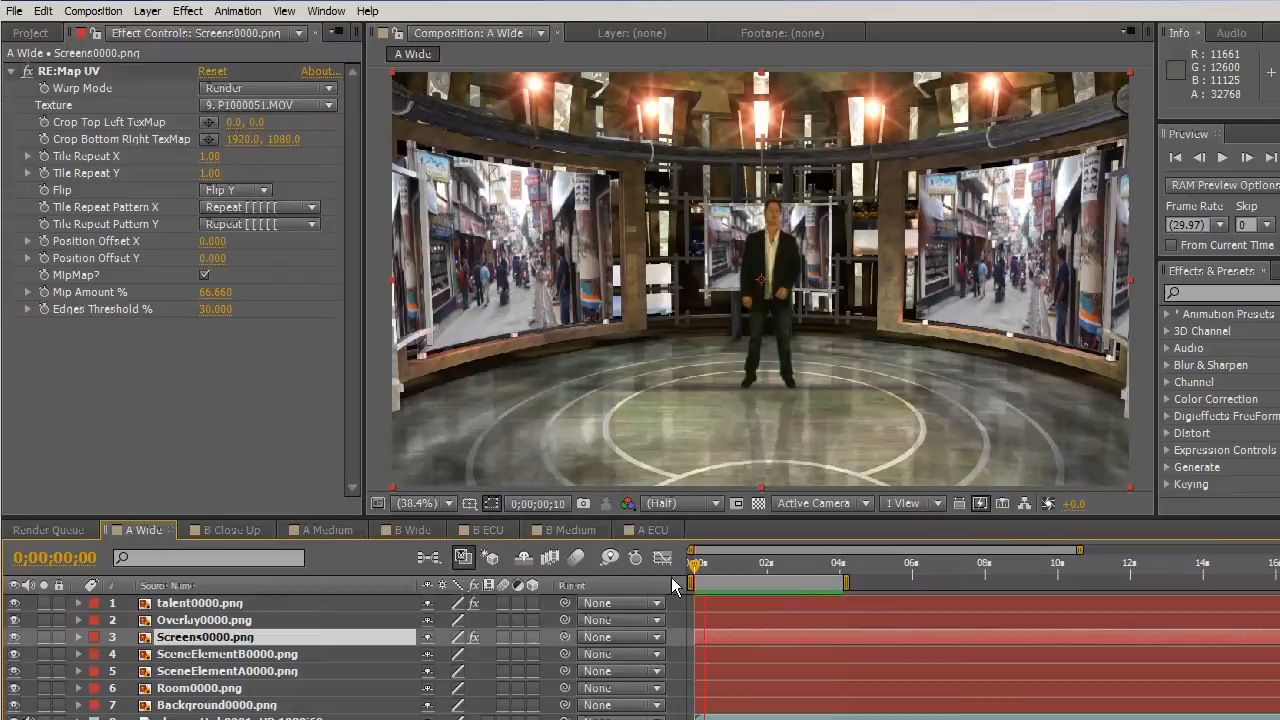 File Edit Composition Layer Effect Animation View Window Help
Project Effect Controls: Screens0000.png
A Wide • Screens0000.png
RE:Map UV Reset About...
Warp Mode Render
Texture 9. P1000051.MOV
Crop Top Left TexMap 0.0, 0.0
Crop Bottom Right TexMap 1920.0, 1080.0
Tile Repeat X 1.00
Tile Repeat Y 1.00
Flip Flip Y
Tile Repeat Pattern X Repeat [ [ [ [ [
Tile Repeat Pattern Y Repeat [ [ [ [ [
Position Offset X 0.000
Position Offset Y 0.000
MipMap?
Mip Amount % 66.660
Edges Threshold % 30.000
Composition: A Wide Layer: (none) Footage: (none)
A Wide
(38.4%) 0;00;00;10 (Half) Active Camera 1 View +0.0
Info Audio
R : 11661
G : 12600
B : 11125
A : 32768
Preview
RAM Preview Options
Frame Rate Skip
(29.97) 0
From Current Time
Effects & Presets
* Animation Presets
3D Channel
Audio
Blur & Sharpen
Channel
Color Correction
Digieffects FreeForm
Distort
Expression Controls
Generate
Keying
Render Queue A Wide B Close Up A Medium B Wide B ECU B Medium A ECU
0;00;00;00
02s 04s 06s 08s 10s 12s 14s 16
# Source Name Parent
1 talent0000.png None
2 Overlay0000.png None
3 Screens0000.png None
4 SceneElementB0000.png None
5 SceneElementA0000.png None
6 Room0000.png None
7 Background0000.png None